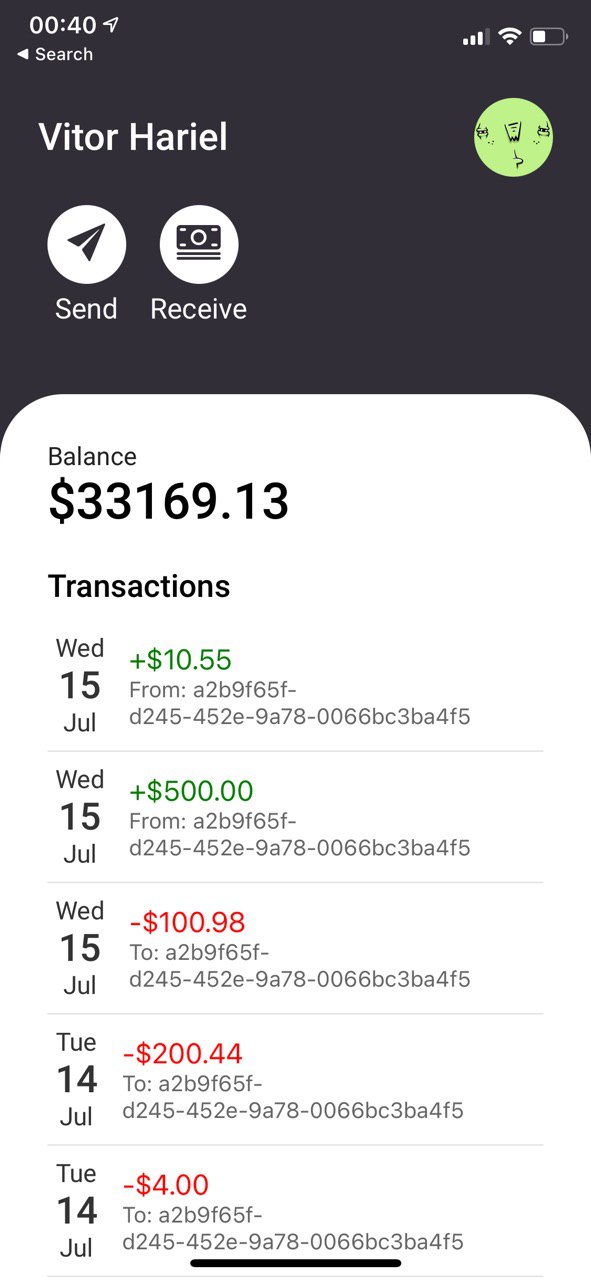 00:40
◀ Search
Vitor Hariel
Send Receive
Balance
$33169.13
Transactions
Wed
15
Jul
+$10.55
From: a2b9f65f-
d245-452e-9a78-0066bc3ba4f5
Wed
15
Jul
+$500.00
From: a2b9f65f-
d245-452e-9a78-0066bc3ba4f5
Wed
15
Jul
-$100.98
To: a2b9f65f-
d245-452e-9a78-0066bc3ba4f5
Tue
14
Jul
-$200.44
To: a2b9f65f-
d245-452e-9a78-0066bc3ba4f5
Tue
14
Jul
-$4.00
To: a2b9f65f-
d245-452e-9a78-0066bc3ba4f5